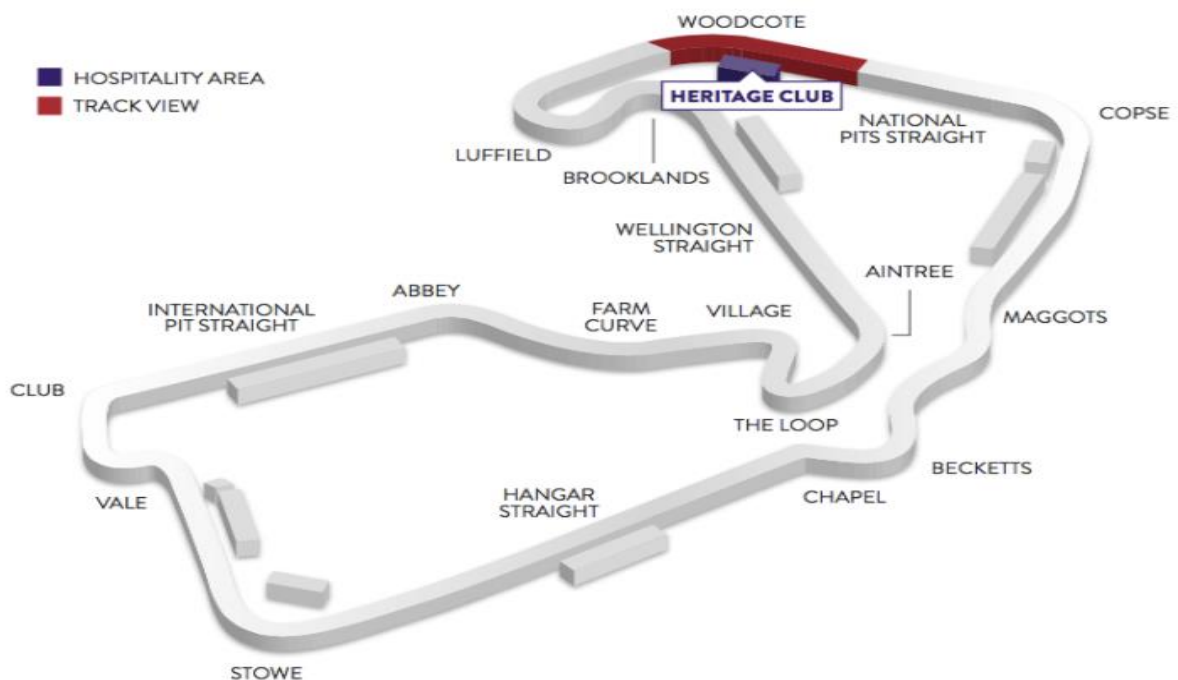 WOODCOTE
HOSPITALITY AREA
TRACK VIEW
HERITAGE CLUB
NATIONAL
PITS STRAIGHT
COPSE
LUFFIELD
BROOKLANDS
WELLINGTON
STRAIGHT
AINTREE
ABBEY
INTERNATIONAL
PIT STRAIGHT
FARM
CURVE
VILLAGE
MAGGOTS
CLUB
THE LOOP
BECKETTS
VALE
HANGAR
STRAIGHT
CHAPEL
STOWE